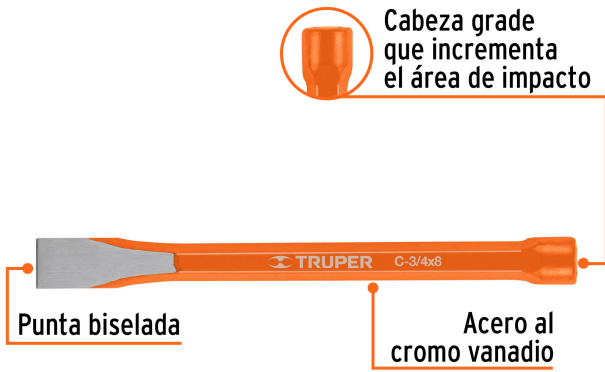 Cabeza grade
que incrementa
el área de impacto
TRUPER C-3/4x8
Punta biselada
Acero al
cromo vanadio